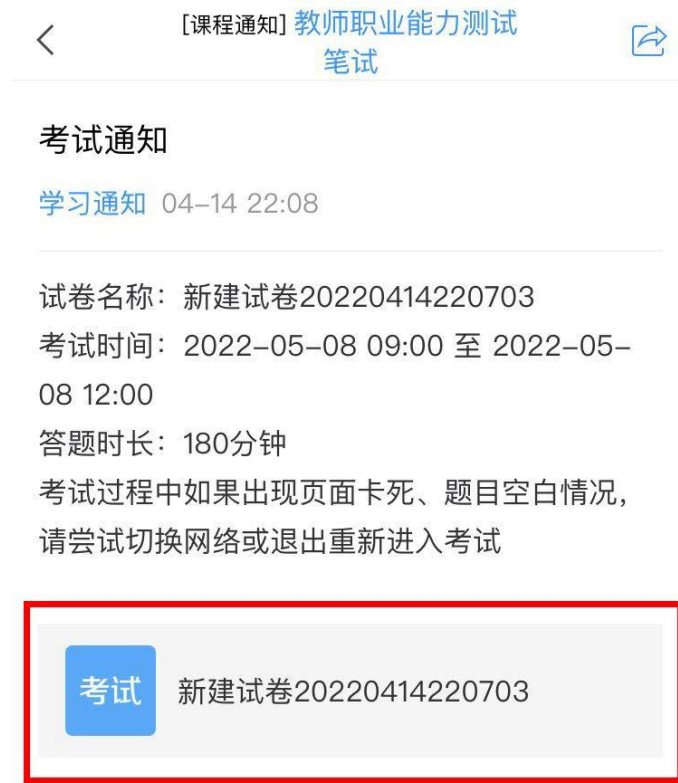 [课程通知] 教师职业能力测试
笔试
考试通知
学习通知 04-14 22:08
试卷名称：新建试卷20220414220703
考试时间：2022-05-08 09:00 至 2022-05-
08 12:00
答题时长：180分钟
考试过程中如果出现页面卡死、题目空白情况，
请尝试切换网络或退出重新进入考试
考试 新建试卷20220414220703